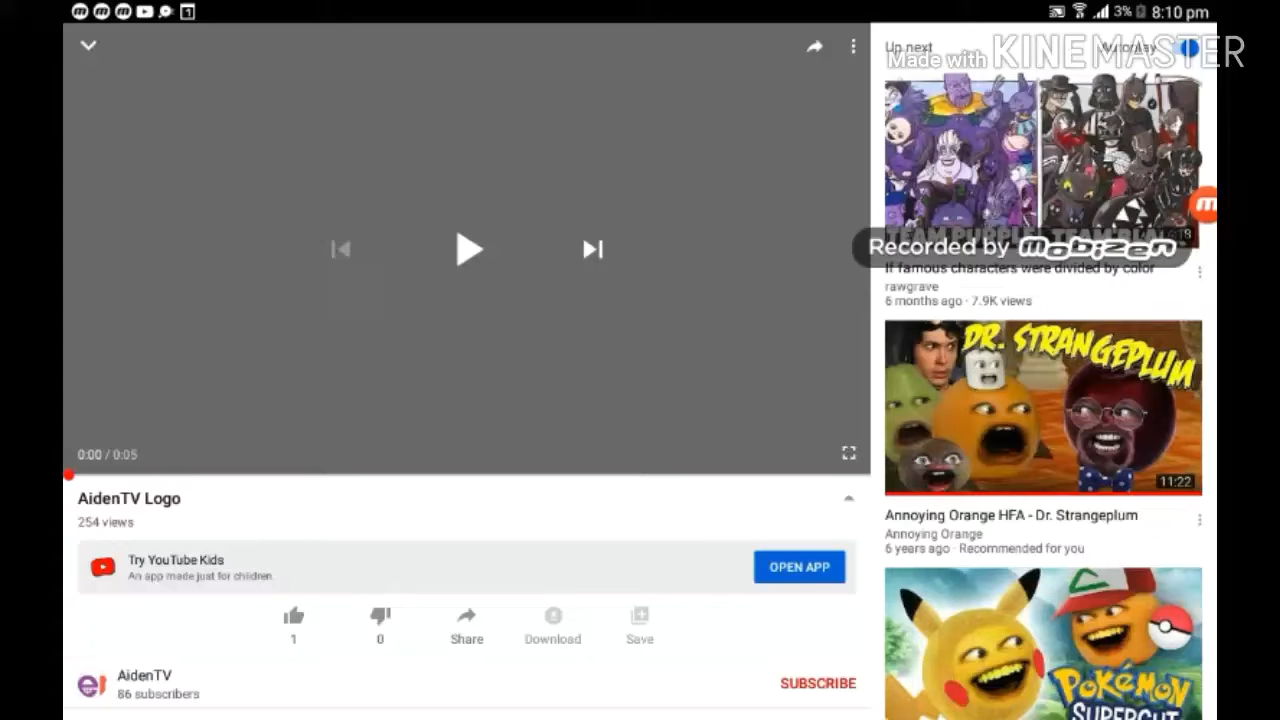 1
3%
8:10 pm
Up next
Autoplay
Made with KINEMASTER
TEAM PURPLE
Recorded by mobizen
If famous characters were divided by color
rawgrave
6 months ago · 7.9K views
DR. STRANGEPLUM
11:22
Annoying Orange HFA - Dr. Strangeplum
Annoying Orange
6 years ago · Recommended for you
POKéMON
SUPERCUT
0:00 / 0:05
AidenTV Logo
254 views
Try YouTube Kids
An app made just for children
OPEN APP
1
0
Share
Download
Save
AidenTV
86 subscribers
SUBSCRIBE